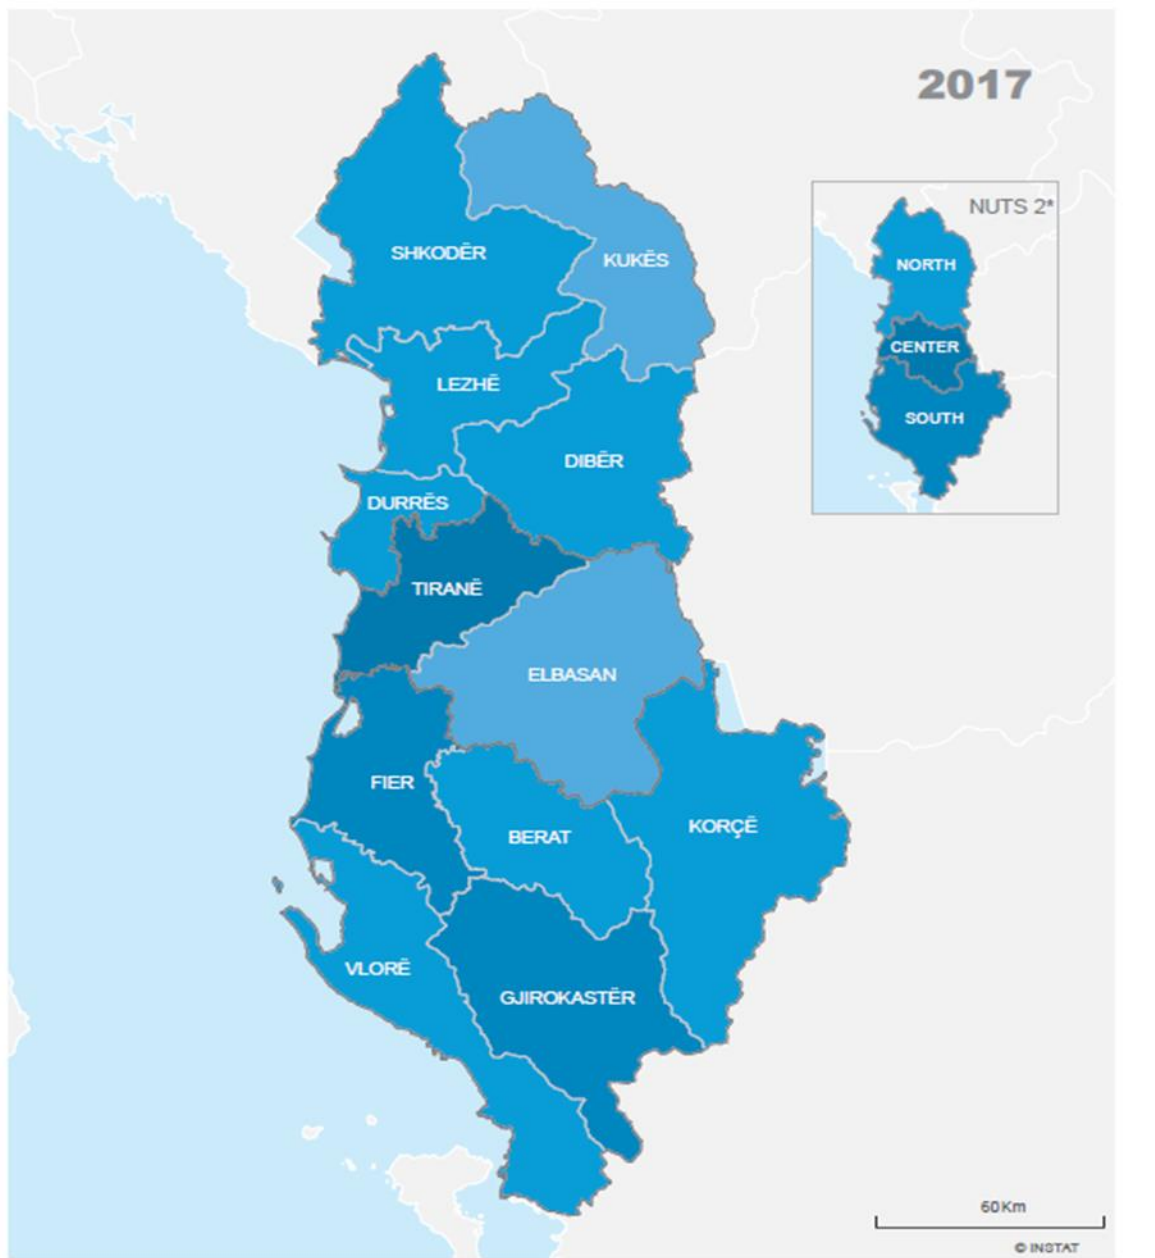 2017
NUTS 2*
NORTH
CENTER
SOUTH
SHKODËR
KUKËS
LEZHË
DIBËR
DURRËS
TIRANË
ELBASAN
FIER
BERAT
KORÇË
VLORË
GJIROKASTËR
60Km
© INSTAT